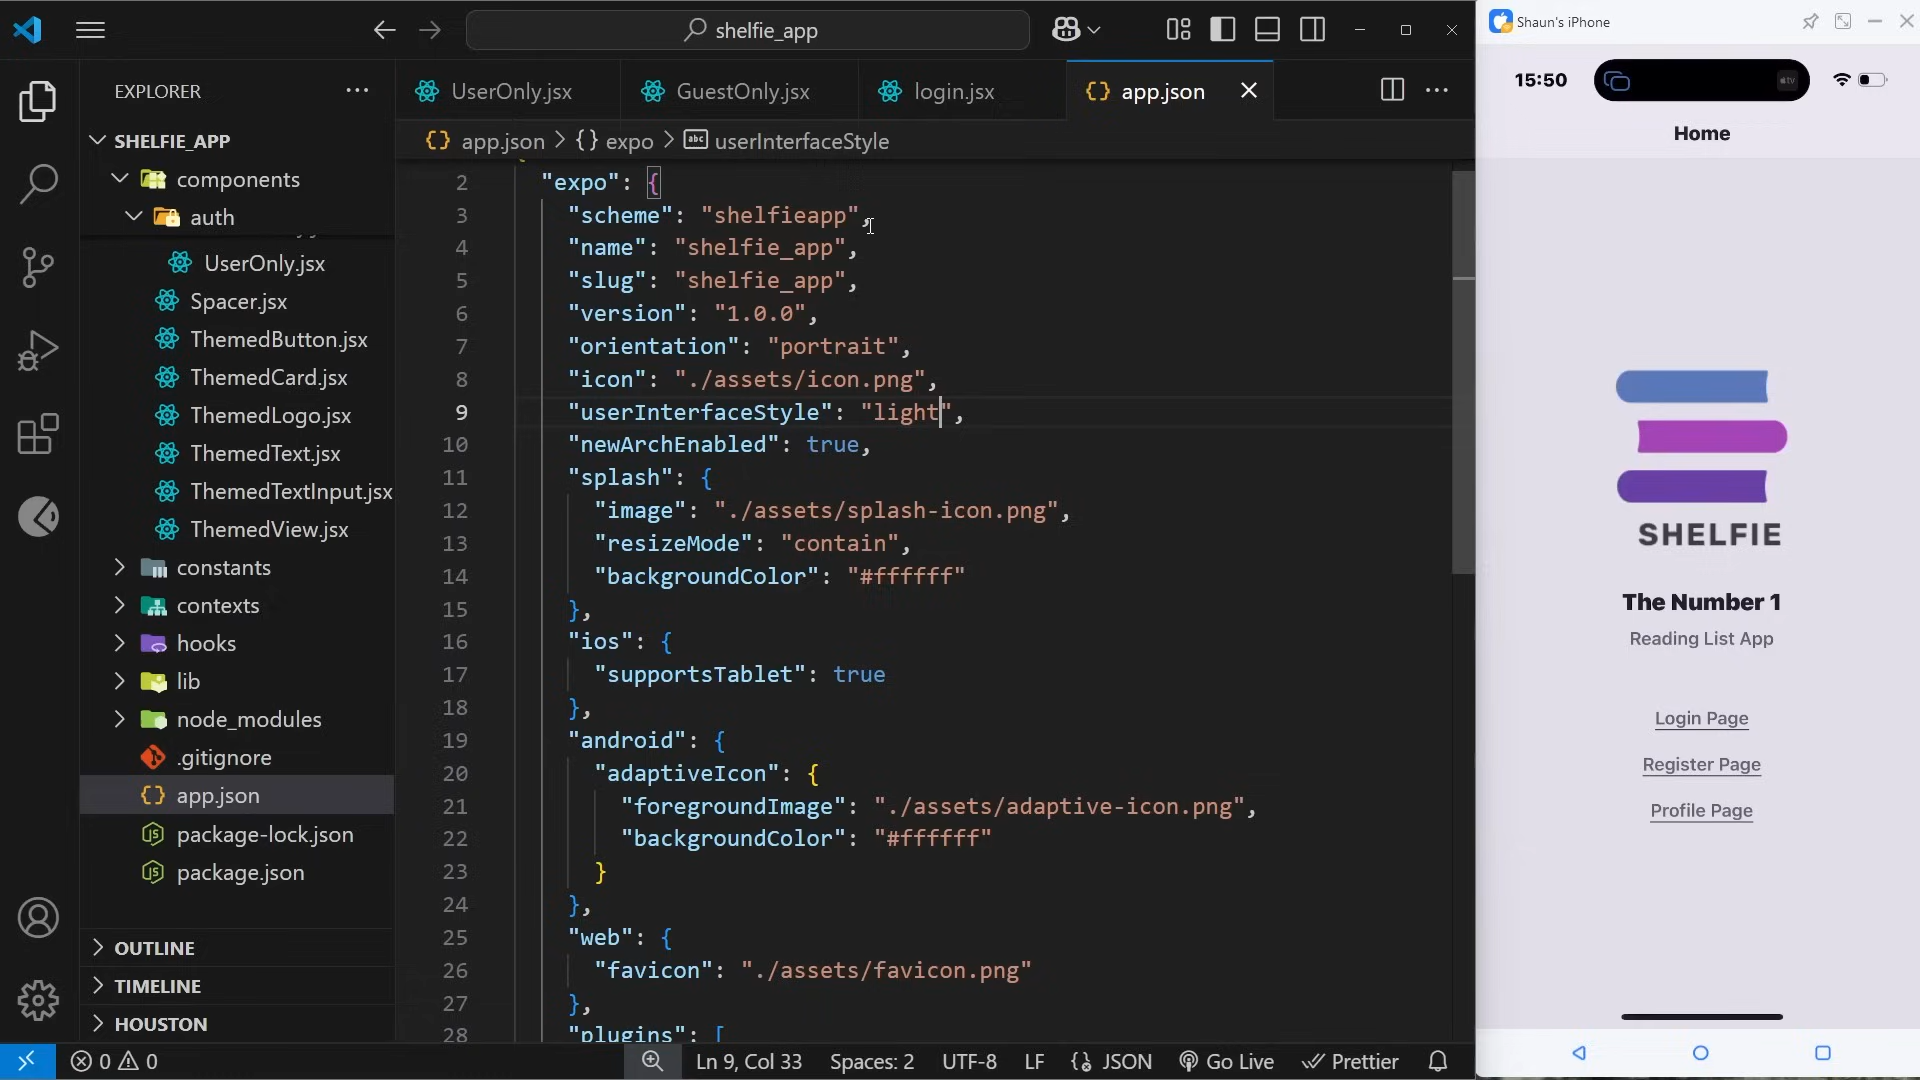 shelfie_app
EXPLORER
SHELFIE_APP
components
auth
UserOnly.jsx
Spacer.jsx
ThemedButton.jsx
ThemedCard.jsx
ThemedLogo.jsx
ThemedText.jsx
ThemedTextInput.jsx
ThemedView.jsx
constants
contexts
hooks
lib
node_modules
.gitignore
app.json
package-lock.json
package.json
OUTLINE
TIMELINE
HOUSTON
UserOnly.jsx
GuestOnly.jsx
login.jsx
{} app.json
{} app.json > {} expo > abc userInterfaceStyle
2 "expo": {
3 "scheme": "shelfieapp",
4 "name": "shelfie_app",
5 "slug": "shelfie_app",
6 "version": "1.0.0",
7 "orientation": "portrait",
8 "icon": "./assets/icon.png",
9 "userInterfaceStyle": "light",
10 "newArchEnabled": true,
11 "splash": {
12 "image": "./assets/splash-icon.png",
13 "resizeMode": "contain",
14 "backgroundColor": "#ffffff"
15 },
16 "ios": {
17 "supportsTablet": true
18 },
19 "android": {
20 "adaptiveIcon": {
21 "foregroundImage": "./assets/adaptive-icon.png",
22 "backgroundColor": "#ffffff"
23 }
24 },
25 "web": {
26 "favicon": "./assets/favicon.png"
27 },
28 "plugins": [
0 0
Ln 9, Col 33
Spaces: 2
UTF-8
LF
JSON
Go Live
Prettier
Shaun's iPhone
15:50
Home
SHELFIE
The Number 1
Reading List App
Login Page
Register Page
Profile Page